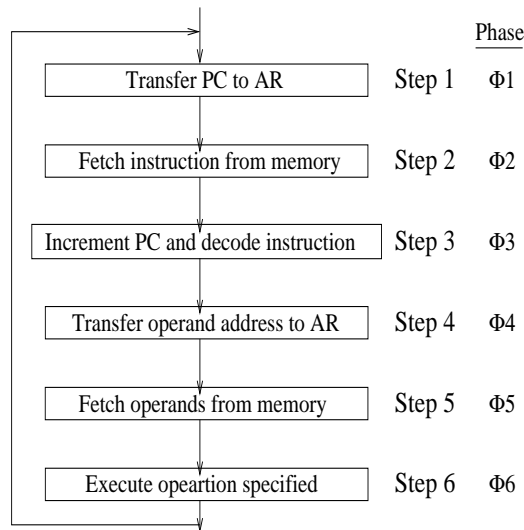 Phase
Transfer PC to AR Step 1 Φ1
Fetch instruction from memory Step 2 Φ2
Increment PC and decode instruction Step 3 Φ3
Transfer operand address to AR Step 4 Φ4
Fetch operands from memory Step 5 Φ5
Execute opeartion specified Step 6 Φ6